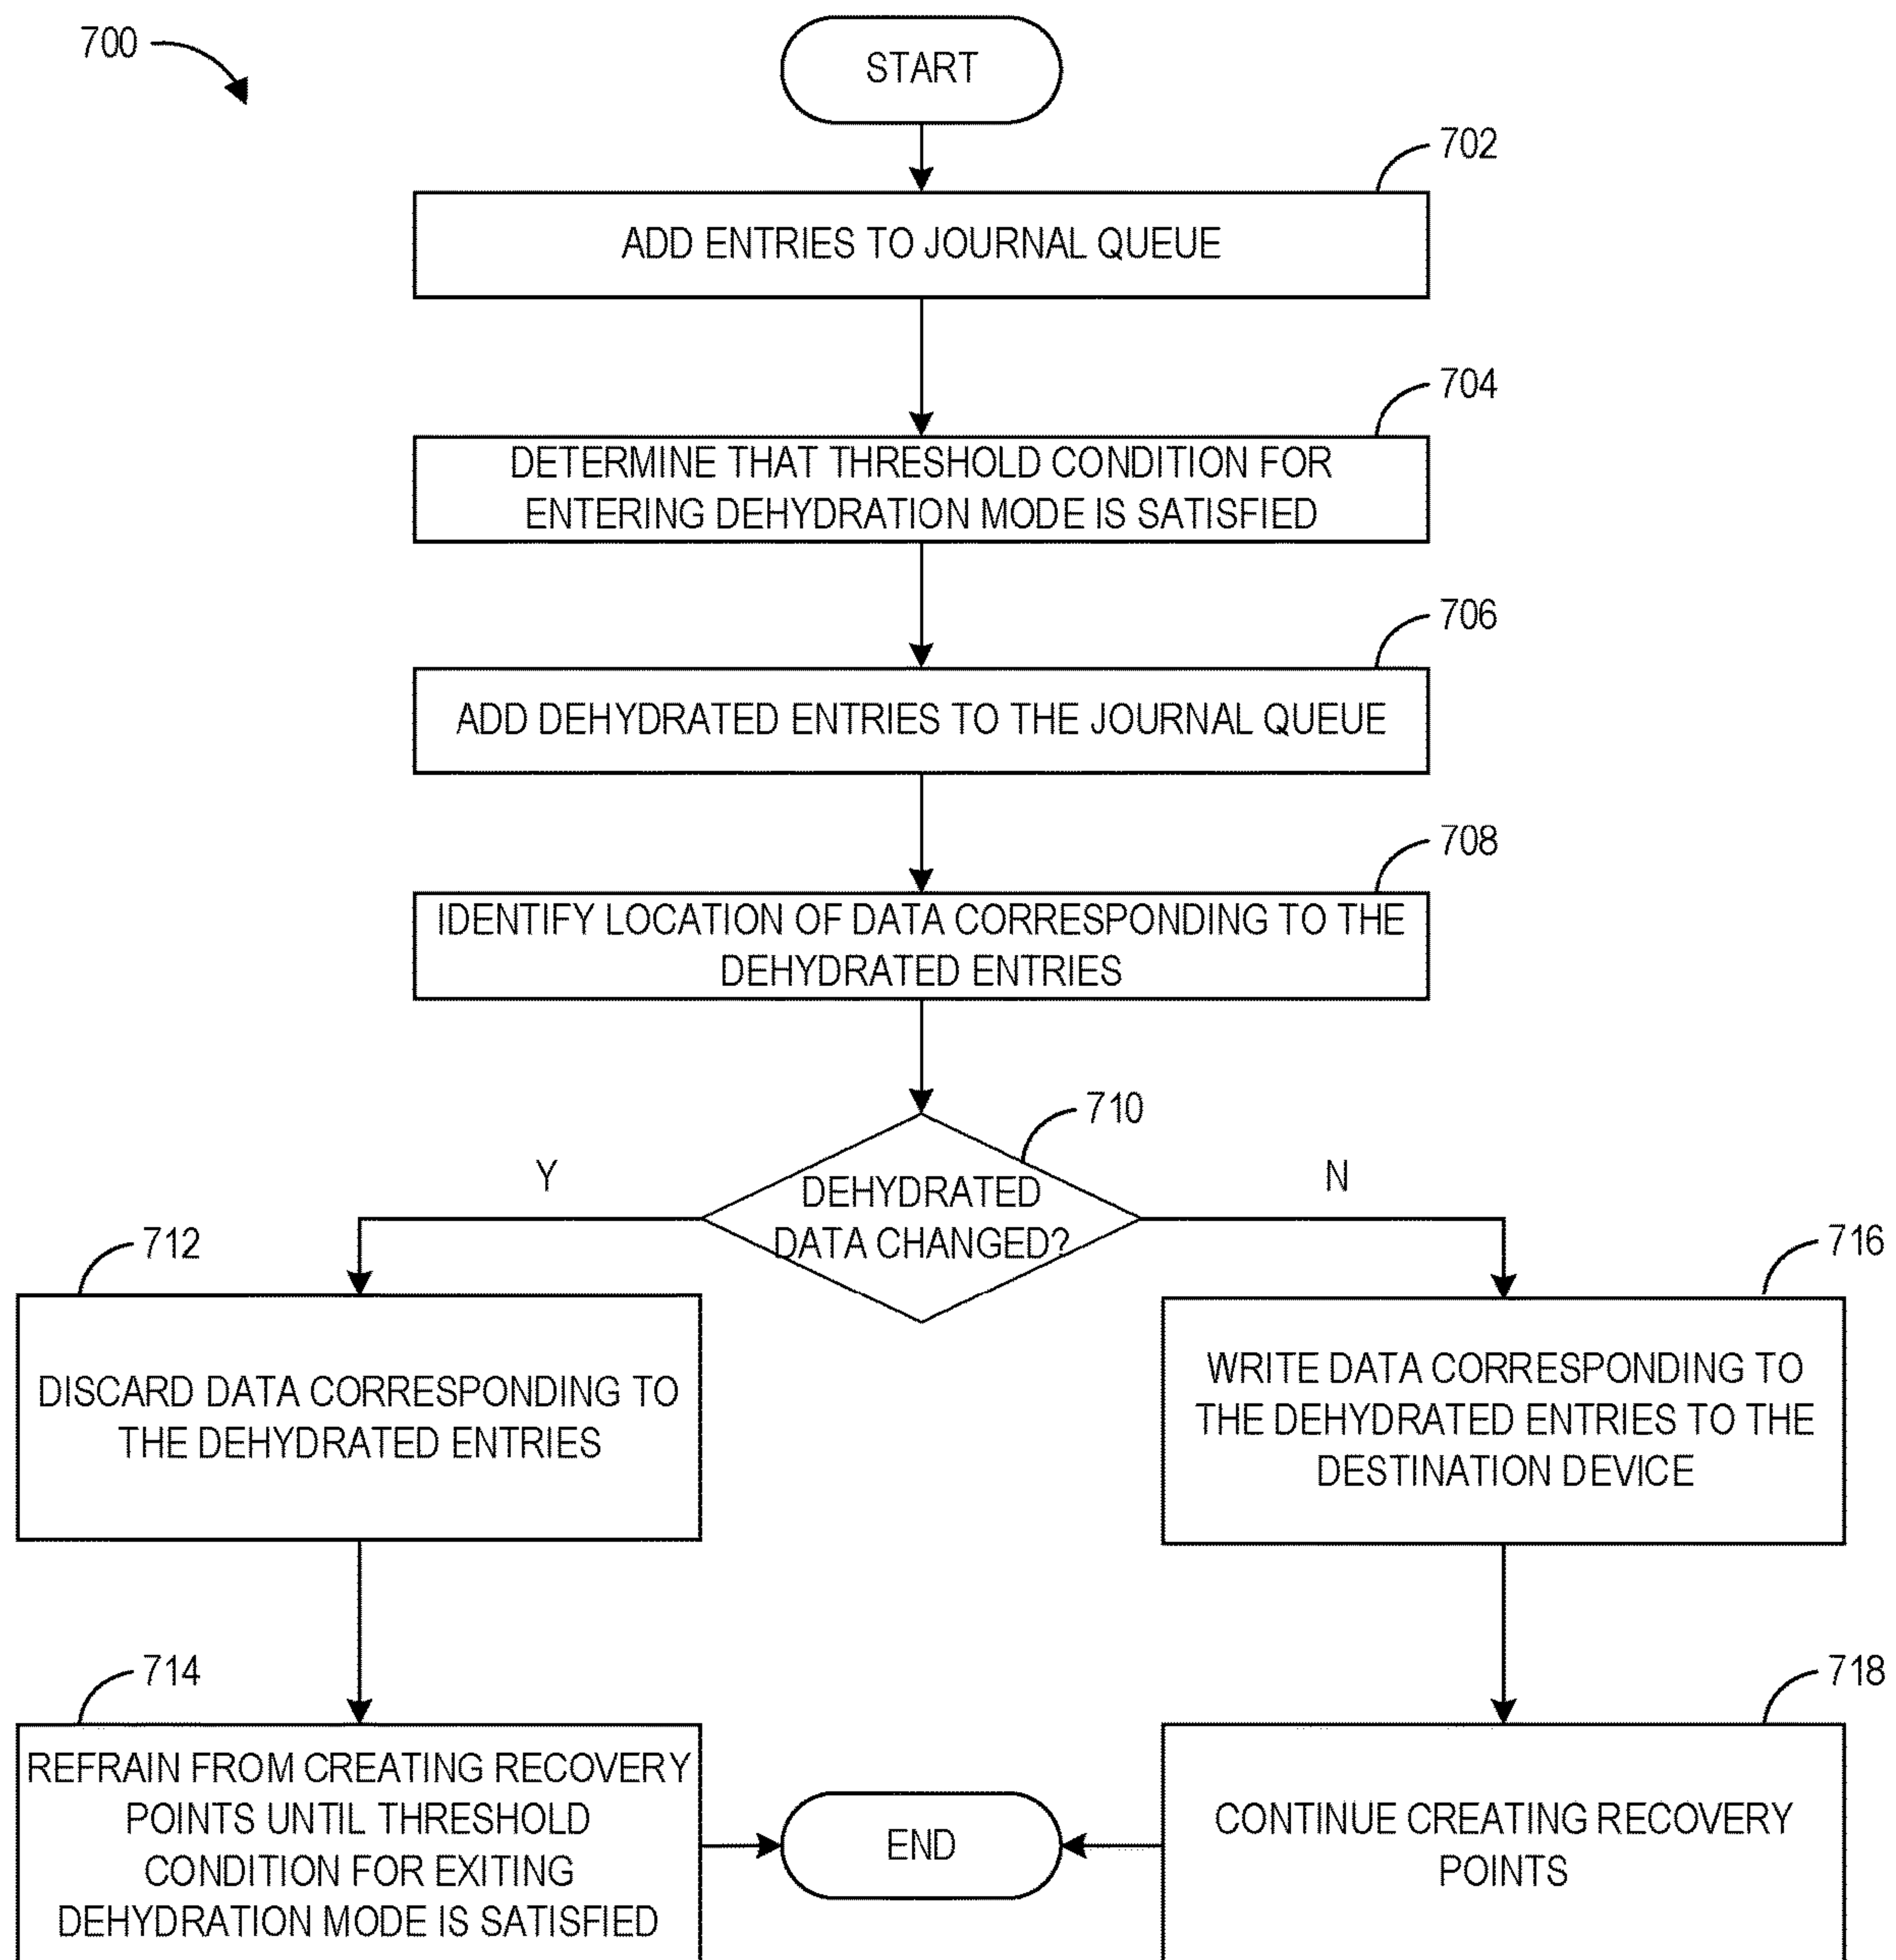 700
START
702
ADD ENTRIES TO JOURNAL QUEUE
704
DETERMINE THAT THRESHOLD CONDITION FOR
ENTERING DEHYDRATION MODE IS SATISFIED
706
ADD DEHYDRATED ENTRIES TO THE JOURNAL QUEUE
708
IDENTIFY LOCATION OF DATA CORRESPONDING TO THE
DEHYDRATED ENTRIES
710
Y
DEHYDRATED
DATA CHANGED?
N
712
DISCARD DATA CORRESPONDING TO
THE DEHYDRATED ENTRIES
716
WRITE DATA CORRESPONDING TO
THE DEHYDRATED ENTRIES TO THE
DESTINATION DEVICE
714
REFRAIN FROM CREATING RECOVERY
POINTS UNTIL THRESHOLD
CONDITION FOR EXITING
DEHYDRATION MODE IS SATISFIED
END
718
CONTINUE CREATING RECOVERY
POINTS